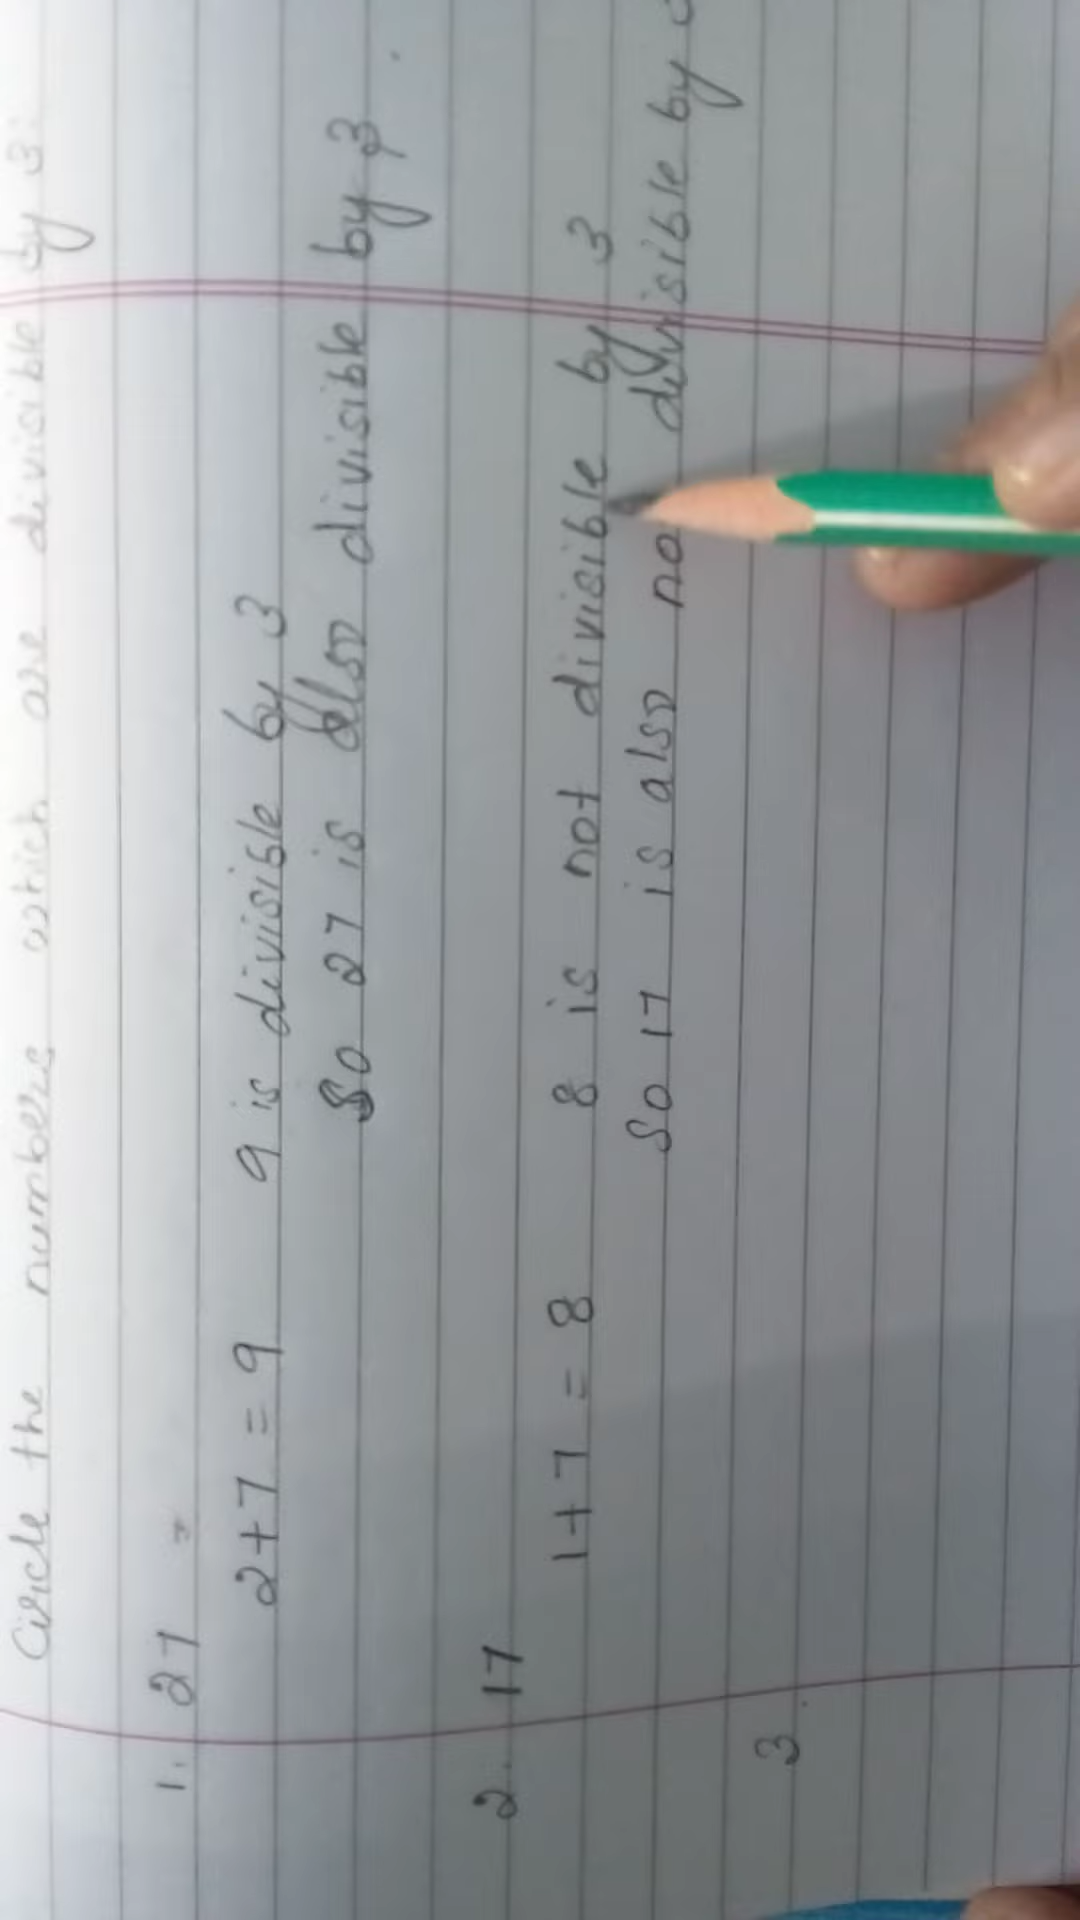 Circle the numbers which are divisible by 3:
1. 27 =
2+7 = 9 9 is divisible by 3
So 27 is also divisible by 3.
2. 17
1+7 = 8 8 is not divisible by 3
So 17 is also no divisible by
3.